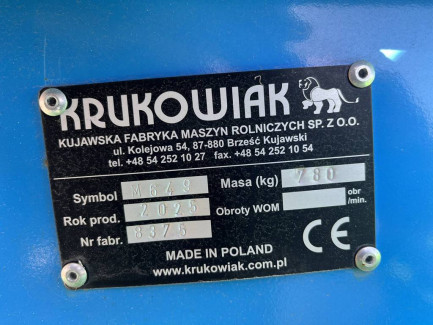 KRUKOWIAK
KUJAWSKA FABRYKA MASZYN ROLNICZYCH SP. Z O.O.
ul. Kolejowa 54, 87-880 Brześć Kujawski
tel. +48 54 252 10 27 fax. +48 54 252 10 54
Symbol Masa (kg) 780
Rok prod. 2025 Obroty WOM obr /min.
Nr fabr. 8376
MADE IN POLAND CE
www.krukowiak.com.pl